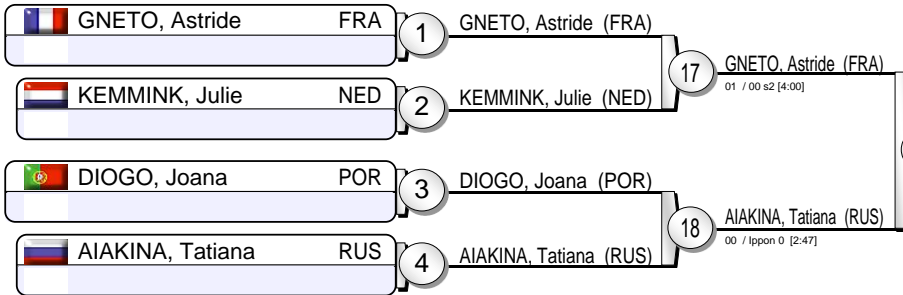 GNETO, Astride FRA
1
GNETO, Astride (FRA)
17
GNETO, Astride (FRA)
01 / 00 s2 [4:00]
KEMMINK, Julie NED
2
KEMMINK, Julie (NED)
DIOGO, Joana POR
3
DIOGO, Joana (POR)
18
AIAKINA, Tatiana (RUS)
00 / Ippon 0 [2:47]
AIAKINA, Tatiana RUS
4
AIAKINA, Tatiana (RUS)